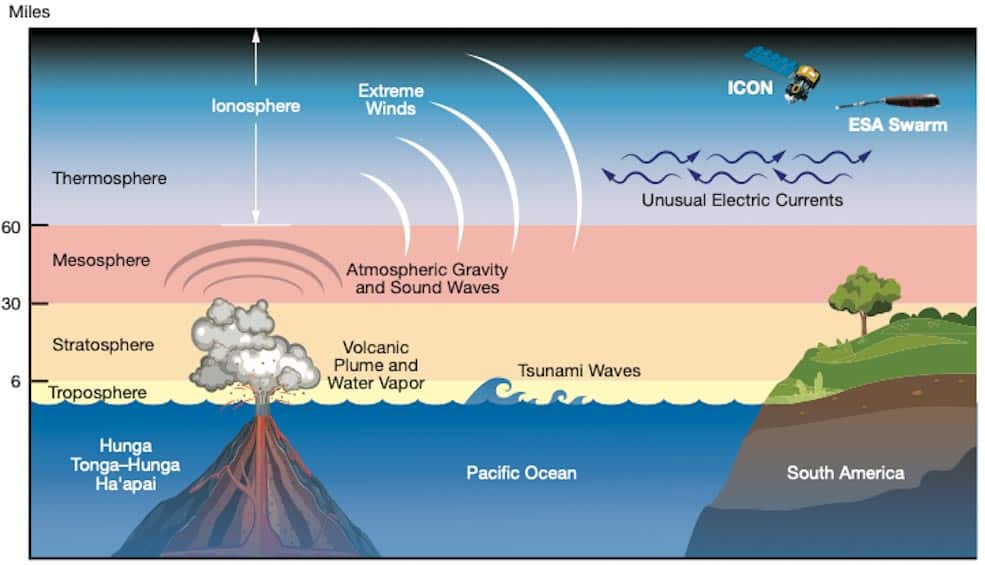 Miles
Ionosphere
Extreme
Winds
ICON
ESA Swarm
Thermosphere
Unusual Electric Currents
60
Mesosphere
Atmospheric Gravity
and Sound Waves
30
Stratosphere
Volcanic
Plume and
Water Vapor
Tsunami Waves
6
Troposphere
Hunga
Tonga–Hunga
Ha'apai
Pacific Ocean
South America